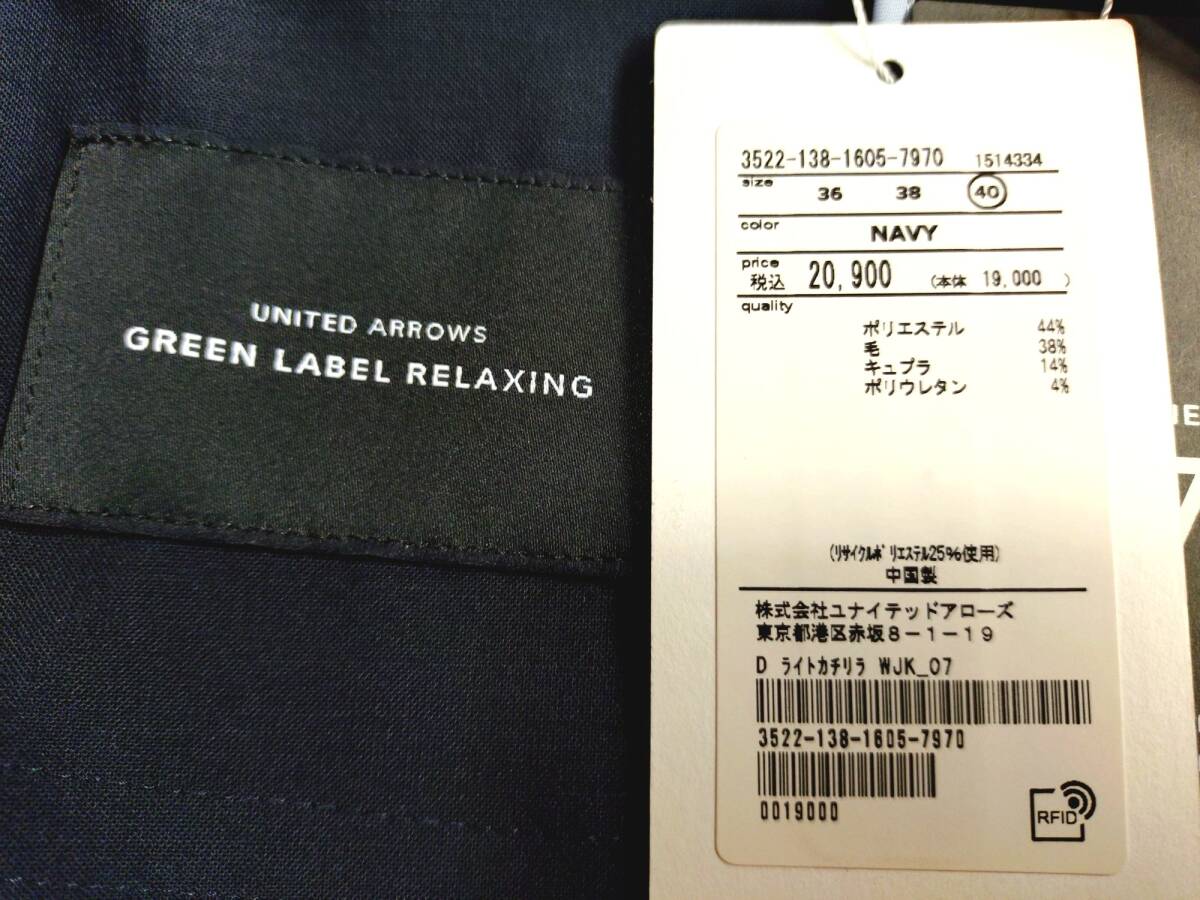 UNITED ARROWS
GREEN LABEL RELAXING
3522-138-1605-7970 1514334
size 36 38 40
color NAVY
price
税込 20,900 (本体 19,000 )
quality
ポリエステル 44%
毛 38%
キュプラ 14%
ポリウレタン 4%
(リサイクルポリエステル25%使用)
中国製
株式会社ユナイテッドアローズ
東京都港区赤坂8-1-19
D ライトカチリラ WJK_07
3522-138-1605-7970
0019000
RFID